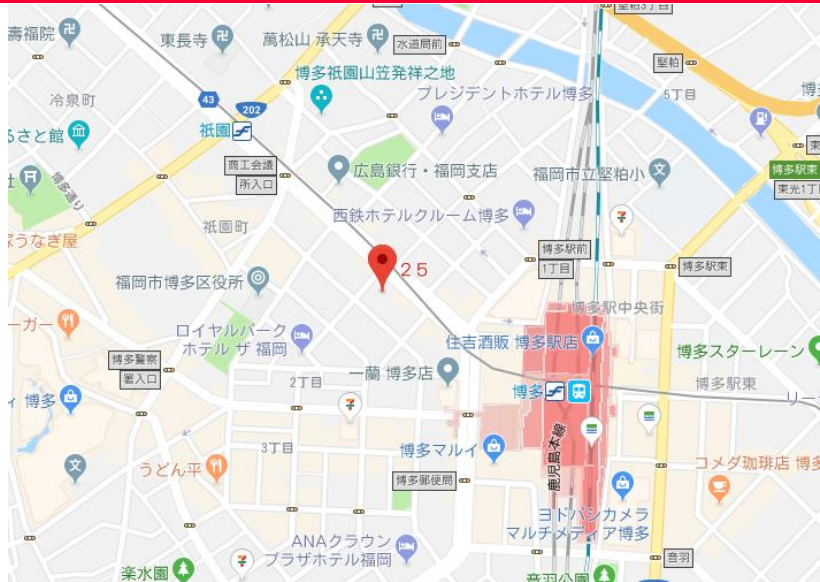 堅粕3丁目
壽福院
東長寺
萬松山 承天寺
水道局前
堅粕
博多祇園山笠発祥之地
冷泉町
43
202
プレジデントホテル博多
5丁目
祇園
るさと館
商工会議
所入口
広島銀行・福岡支店
福岡市立堅粕小
文
博多駅東
東光1丁目
博多通り
祇園町
西鉄ホテルクルーム博多
うなぎ屋
25
博多駅前
1丁目
博多駅東
福岡市博多区役所
博多駅中央街
ーガー
ロイヤルパーク
ホテル ザ 福岡
住吉酒販 博多駅店
博多スターレーン
博多警察
署入口
2丁目
一蘭 博多店
博多
博多駅東
リー
ィ 博多
鹿児島本線
3丁目
博多マルイ
文
うどん平
博多郵便局
コメダ珈琲店 博多
ヨドバシカメラ
マルチメディア博多
ANAクラウン
プラザホテル福岡
音羽
楽水園
音羽公園